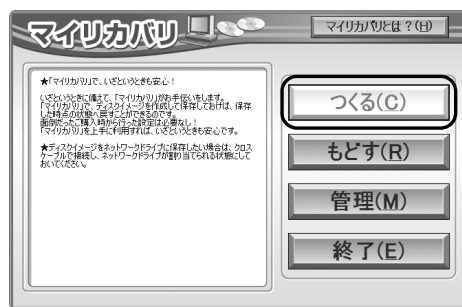 マイリカバリ
マイリカバリとは？(H)
★「マイリカバリ」で、いざというときも安心！
いざというときに備えて、「マイリカバリ」がお手伝いをします。
「マイリカバリ」で、ディスクイメージを作成して保存しておけば、保存
した時点の状態へ戻すことができるのです。
面倒だったご購入時から行った設定は必要なし！
「マイリカバリ」を上手に利用すれば、いざというときも安心です。
★ディスクイメージをネットワークドライブに保存したい場合は、クロス
ケーブルで接続し、ネットワークドライブが割り当てられる状態にして
おいてください。
つくる(C)
もどす(R)
管理(M)
終了(E)